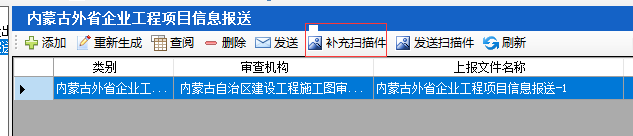 内蒙古外省企业工程项目信息报送
添加 重新生成 查阅 删除 发送 补充扫描件 发送扫描件 刷新
类别 审查机构 上报文件名称
内蒙古外省企业工... 内蒙古自治区建设工程施工图审... 内蒙古外省企业工程项目信息报送-1